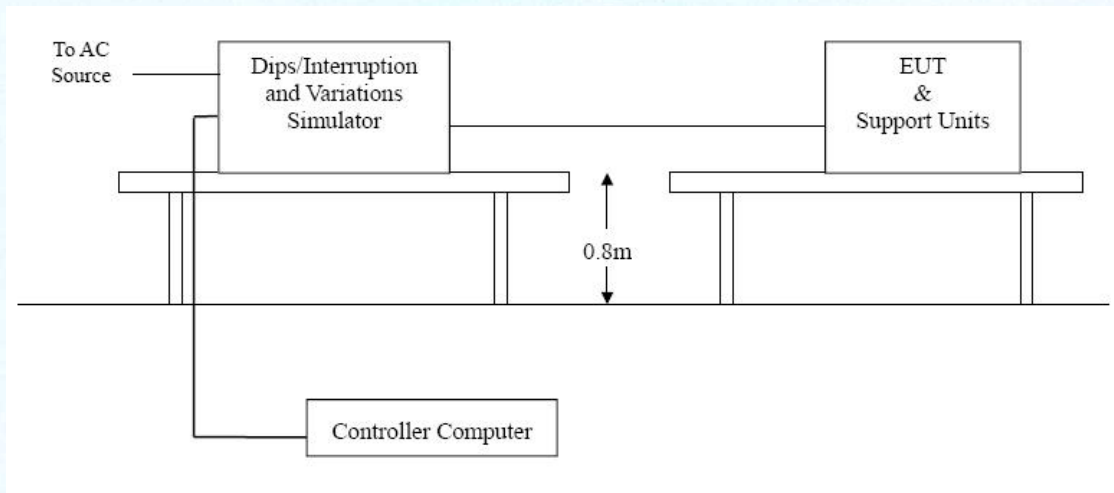 To AC
Source
Dips/Interruption
and Variations
Simulator
EUT
&
Support Units
0.8m
Controller Computer